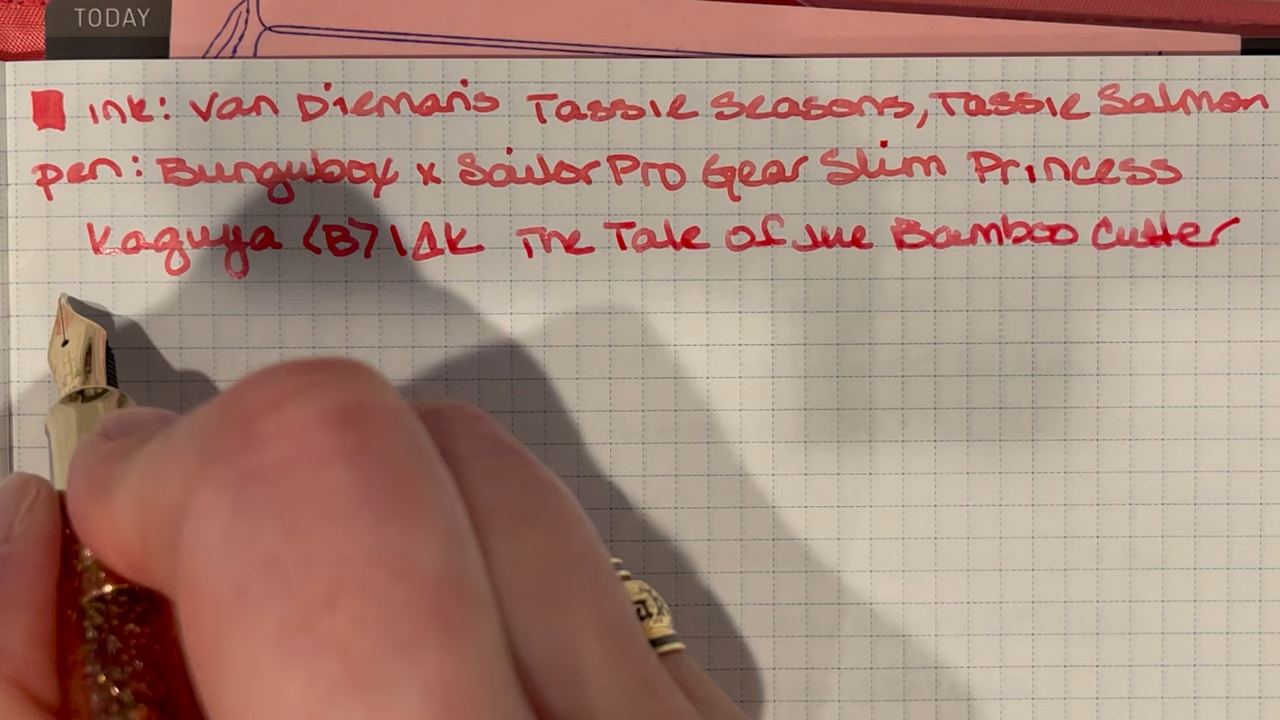 TODAY
ink: Van Dieman's Tassie Seasons, Tassie Salmon
pen: Bungubox x Sailor Pro Gear Slim Princess
Kaguya <B> 14K The Tale of the Bamboo Cutter